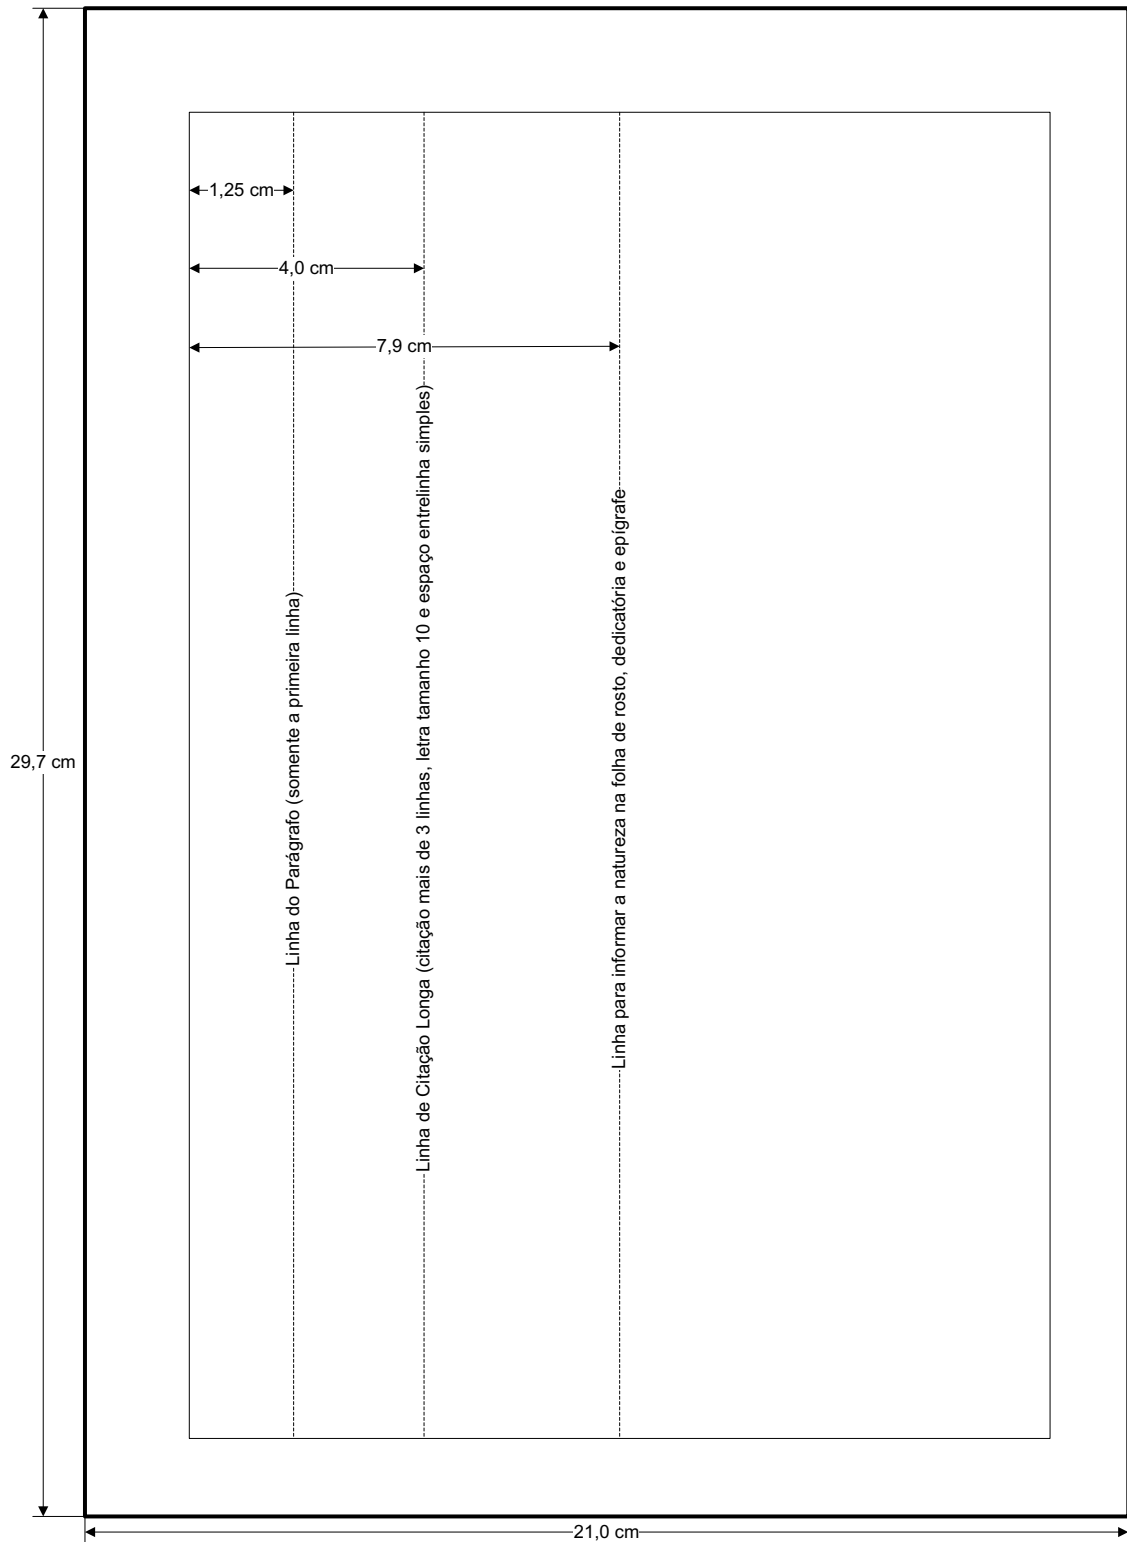 1,25 cm
4,0 cm
7,9 cm
Linha do Parágrafo (somente a primeira linha)
Linha de Citação Longa (citação mais de 3 linhas, letra tamanho 10 e espaço entrelinha simples)
Linha para informar a natureza na folha de rosto, dedicatória e epígrafe
29,7 cm
21,0 cm